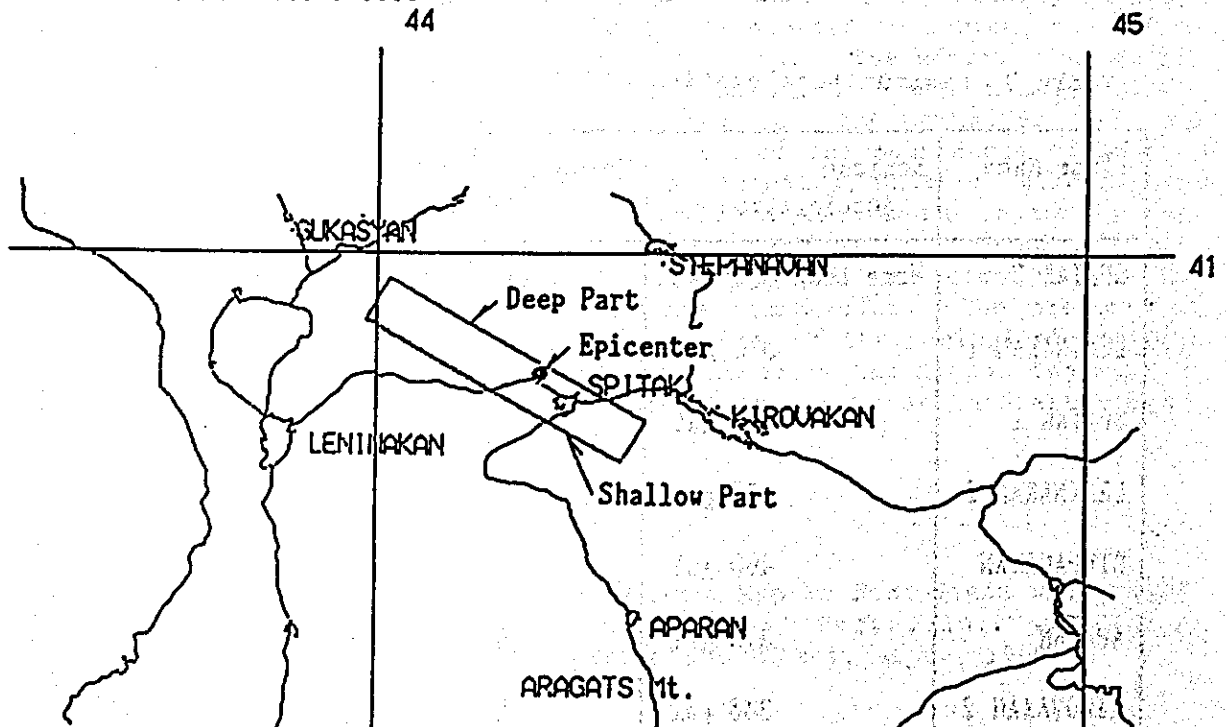 44
45
GUKASYAN
STEPANAVAN
41
Deep Part
Epicenter
SPITAK
KIROVAKAN
LENINAKAN
Shallow Part
APARAN
ARAGATS Mt.